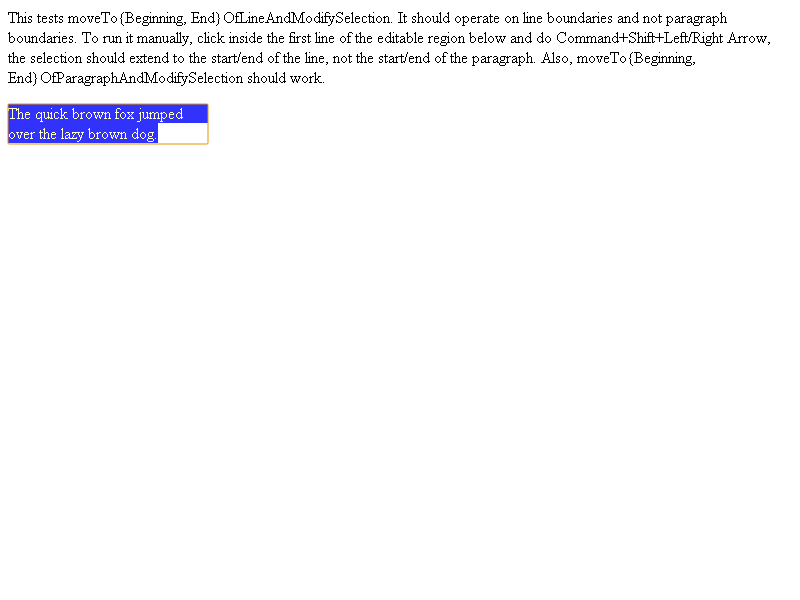 This tests moveTo{Beginning, End}OfLineAndModifySelection. It should operate on line boundaries and not paragraph
boundaries. To run it manually, click inside the first line of the editable region below and do Command+Shift+Left/Right Arrow,
the selection should extend to the start/end of the line, not the start/end of the paragraph. Also, moveTo{Beginning,
End}OfParagraphAndModifySelection should work.
The quick brown fox jumped
over the lazy brown dog.